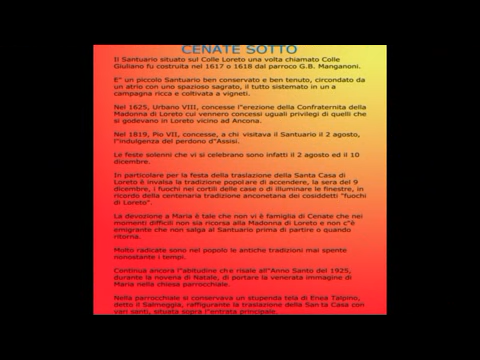 CENATE SOTTO
Il Santuario situato sul Colle Loreto una volta chiamato Colle
Giuliano fu costruita nel 1617 o 1618 dal parroco G.B. Manganoni.
E" un piccolo Santuario ben conservato e ben tenuto, circondato da
un atrio con uno spazioso sagrato, il tutto sistemato in un a
campagna ricca e coltivata a vigneti.
Nel 1625, Urbano VIII, concesse l"erezione della Confraternita della
Madonna di Loreto cui vennero concessi uguali privilegi di quelli che
si godevano in Loreto vicino ad Ancona.
Nel 1819, Pio VII, concesse, a chi visitava il Santuario il 2 agosto,
l"indulgenza del perdono d"Assisi.
Le feste solenni che vi si celebrano sono infatti il 2 agosto ed il 10
dicembre.
In particolare per la festa della traslazione della Santa Casa di
Loreto è invalsa la tradizione popolare di accendere, la sera del 9
dicembre, i fuochi nei cortili delle case o di illuminare le finestre, in
ricordo della centenaria tradizione anconetana dei cosiddetti "fuochi
di Loreto".
La devozione a Maria è tale che non vi è famiglia di Cenate che nei
momenti difficili non sia ricorsa alla Madonna di Loreto e non c"è
emigrante che non salga al Santuario prima di partire o quando
ritorna.
Molto radicate sono nel popolo le antiche tradizioni mai spente
nonostante i tempi.
Continua ancora l"abitudine che risale all"Anno Santo del 1925,
durante la novena di Natale, di portare la venerata immagine di
Maria nella chiesa parrocchiale.
Nella parrocchiale si conservava un stupenda tela di Enea Talpino,
detto il Salmeggia, raffigurante la traslazione della Santa Casa con
vari santi, situata sopra l"entrata principale.